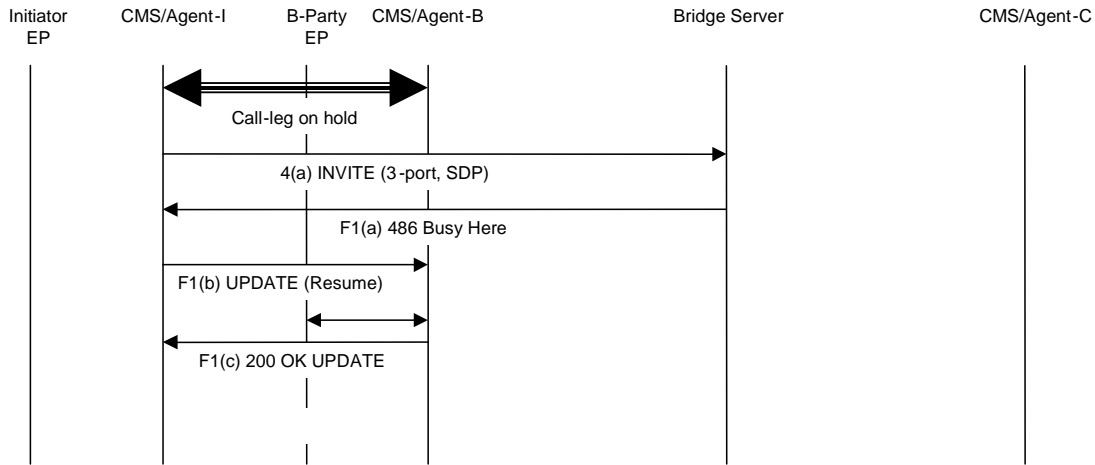 Initiator EP
CMS/Agent-I
B-Party EP
CMS/Agent-B
Bridge Server
CMS/Agent-C
Call-leg on hold
4(a) INVITE (3-port, SDP)
F1(a) 486 Busy Here
F1(b) UPDATE (Resume)
F1(c) 200 OK UPDATE